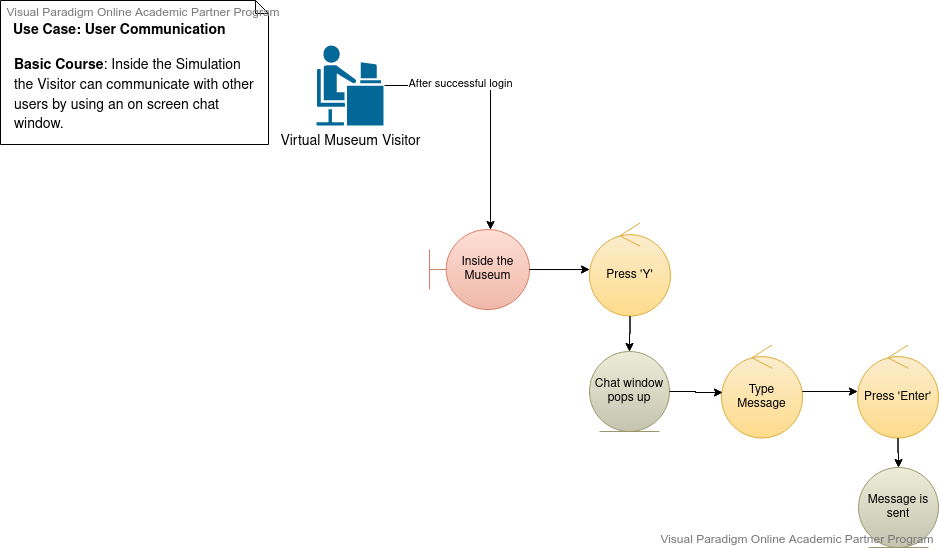 Visual Paradigm Online Academic Partner Program
Use Case: User Communication
Basic Course: Inside the Simulation
the Visitor can communicate with other
users by using an on screen chat
window.
After successful login
Virtual Museum Visitor
Inside the
Museum
Press 'Y'
Chat window
pops up
Type
Message
Press 'Enter'
Message is
sent
Visual Paradigm Online Academic Partner Program